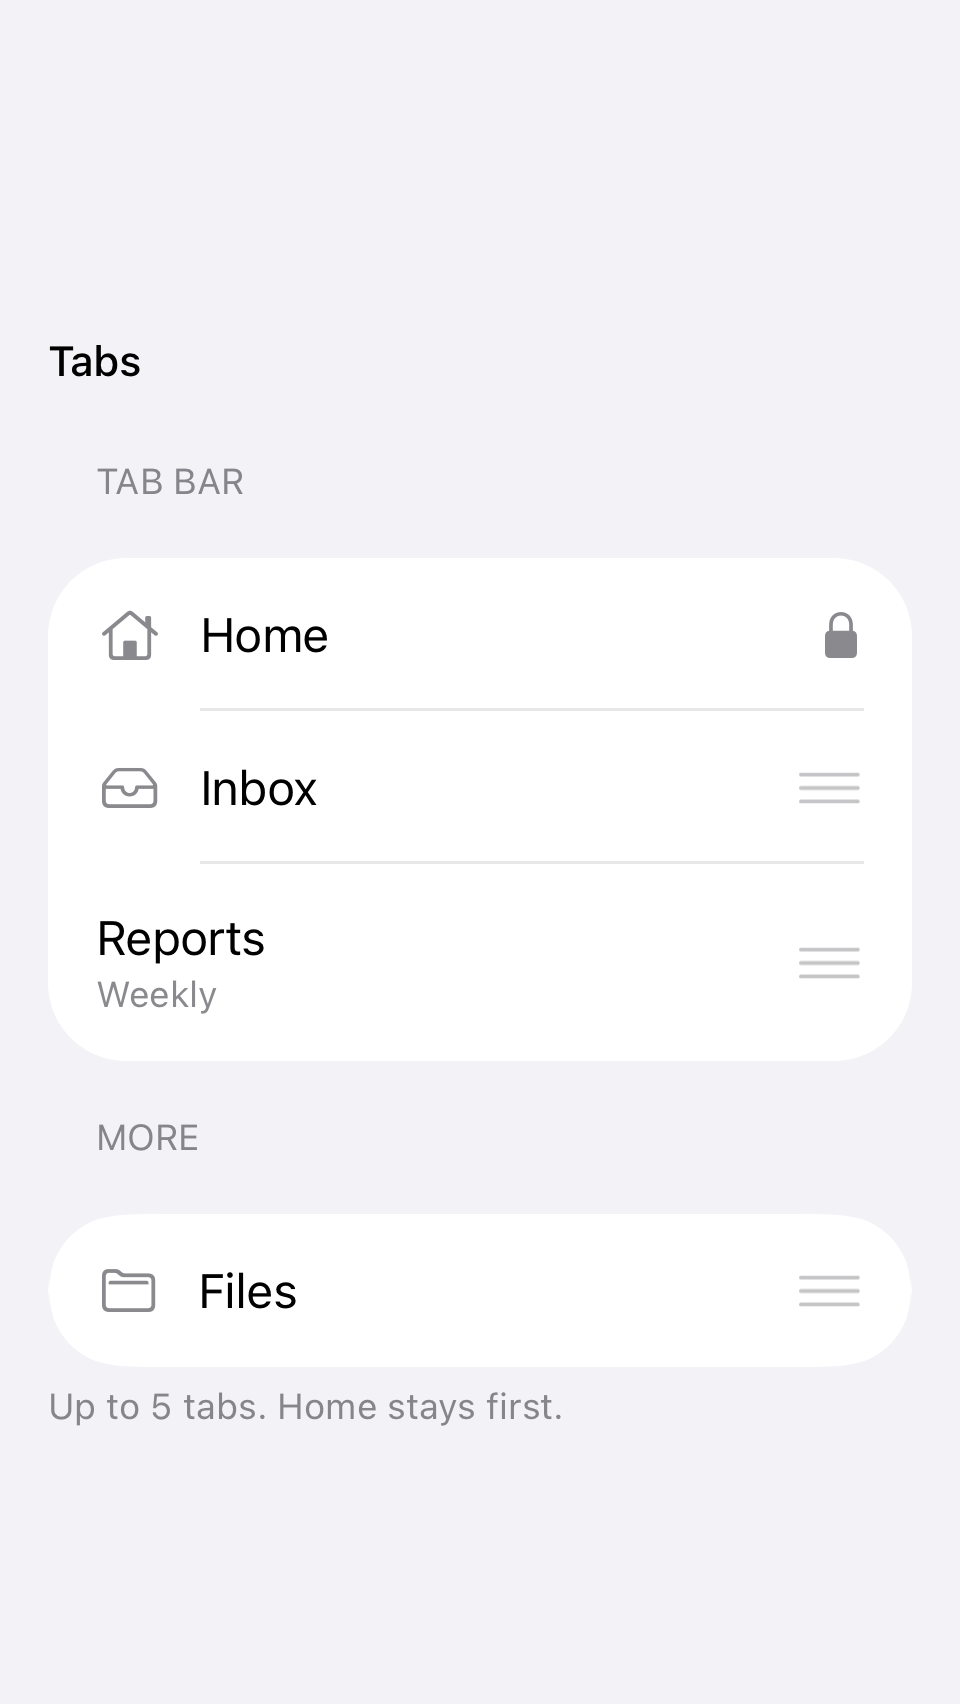 Tabs
TAB BAR
Home
Inbox
Reports
Weekly
MORE
Files
Up to 5 tabs. Home stays first.